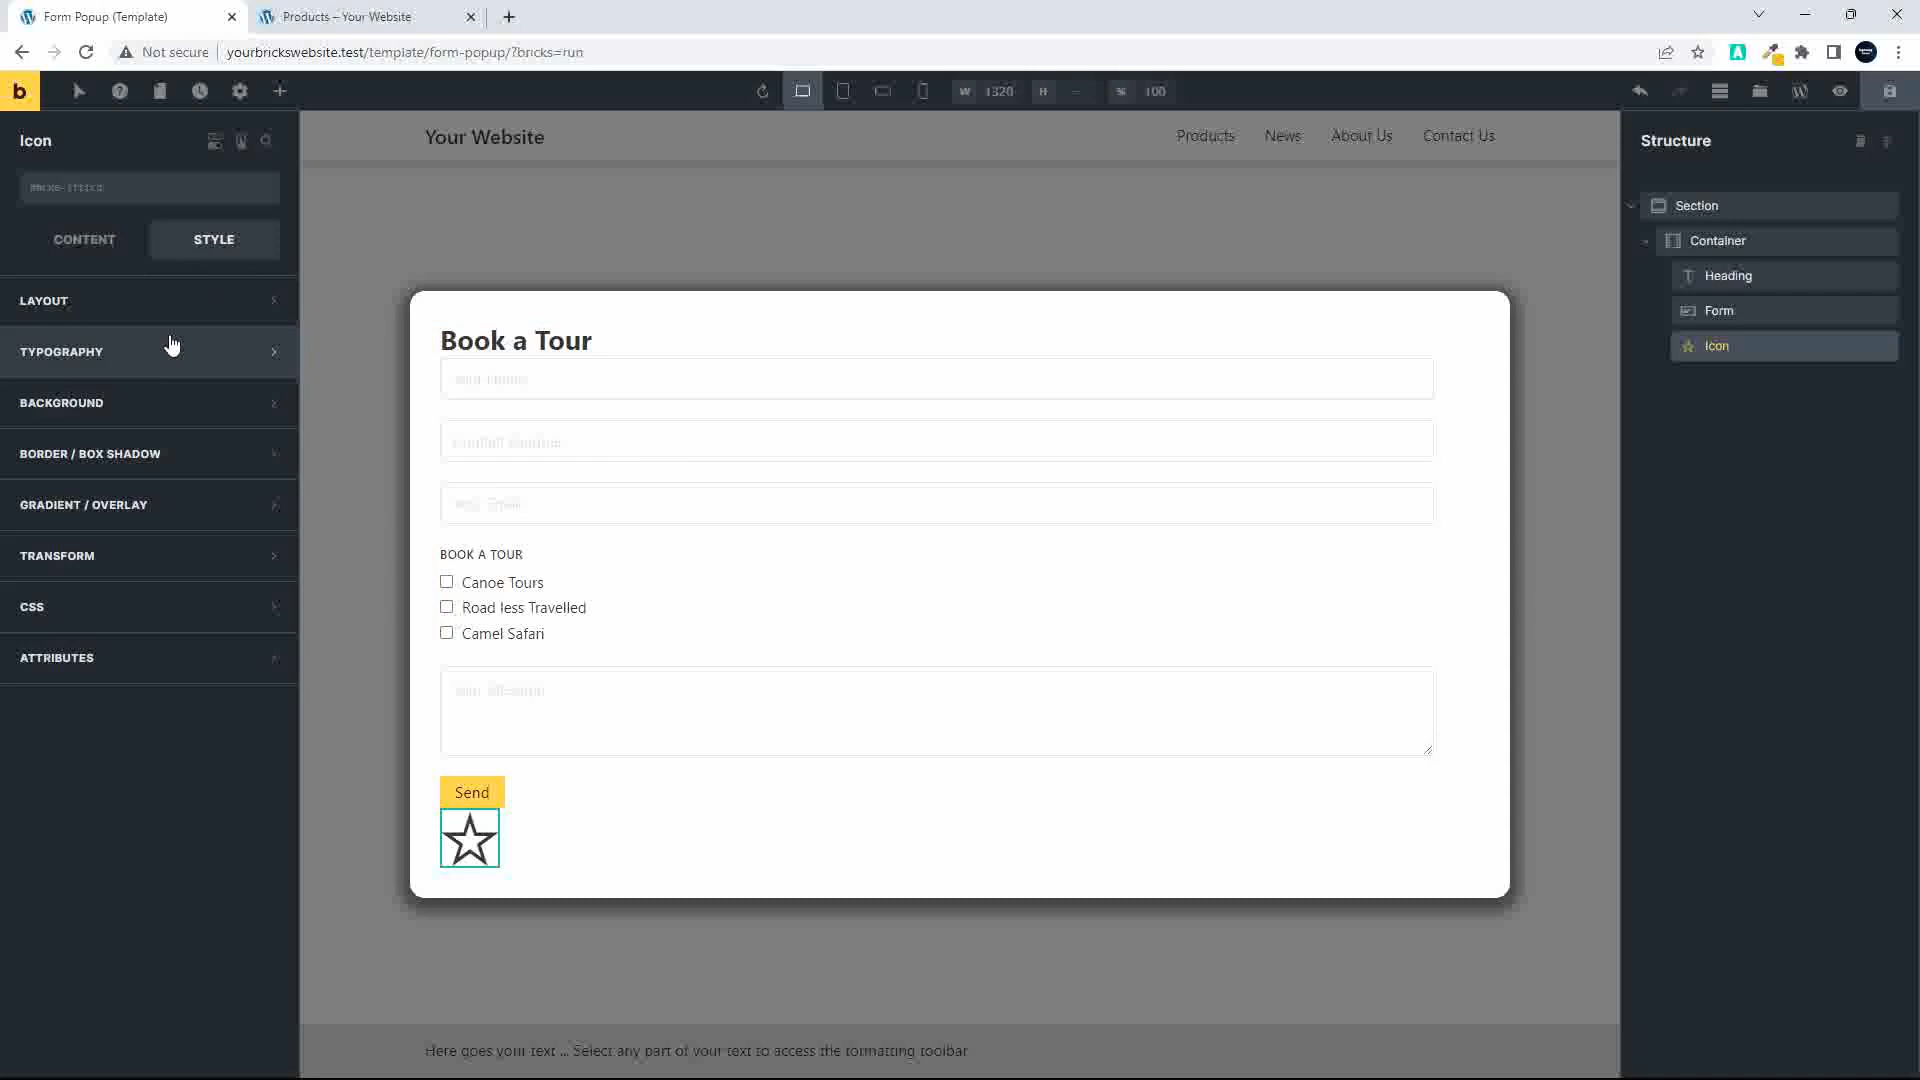 Form Popup (Template)
Products – Your Website
Not secure
yourbrickswebsite.test/template/form-popup/?bricks=run
b
W 1320 H % 100
Icon
CONTENT
STYLE
LAYOUT
TYPOGRAPHY
BACKGROUND
BORDER / BOX SHADOW
GRADIENT / OVERLAY
TRANSFORM
CSS
ATTRIBUTES
Your Website
Products
News
About Us
Contact Us
Book a Tour
BOOK A TOUR
Canoe Tours
Road less Travelled
Camel Safari
Send
Here goes your text ... Select any part of your text to access the formatting toolbar
Structure
Section
Container
Heading
Form
Icon